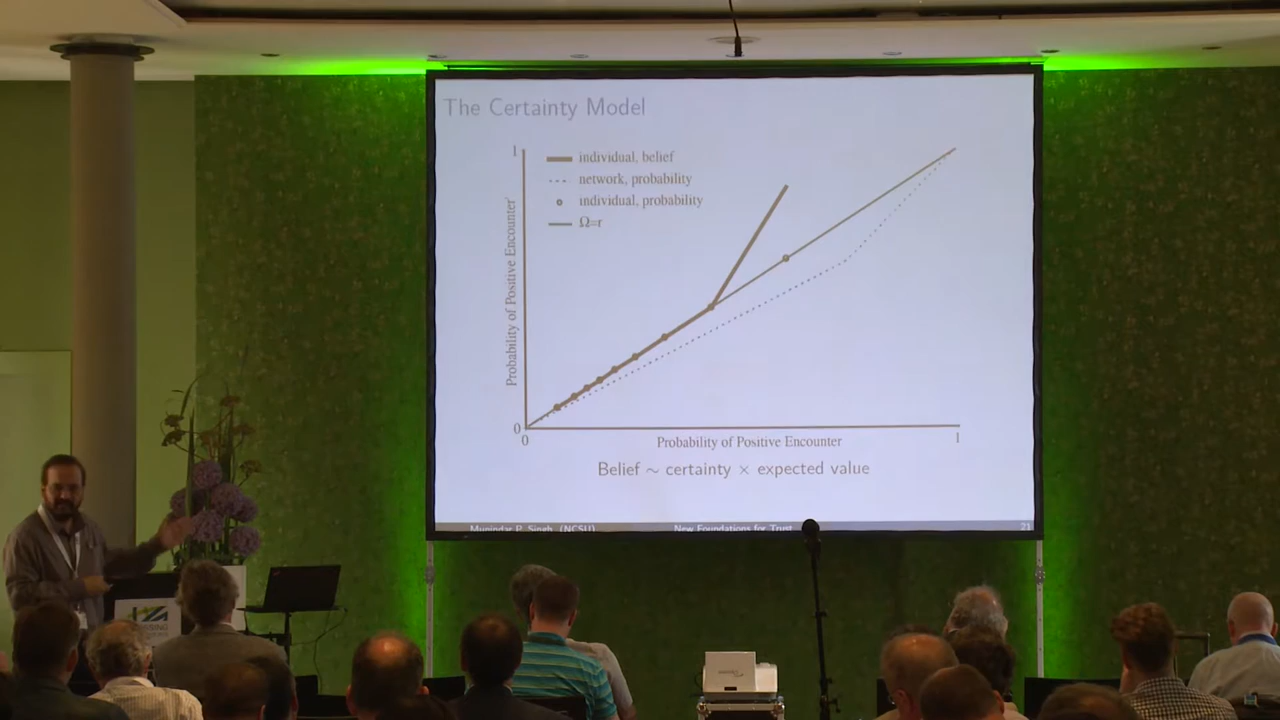 The Certainty Model
1
individual, belief
network, probability
individual, probability
Ω=r
Probability of Positive Encounter'
0
0
Probability of Positive Encounter
1
Belief ∼ certainty × expected value
Munindar P. Singh (NCSU)
New Foundations for Trust
21